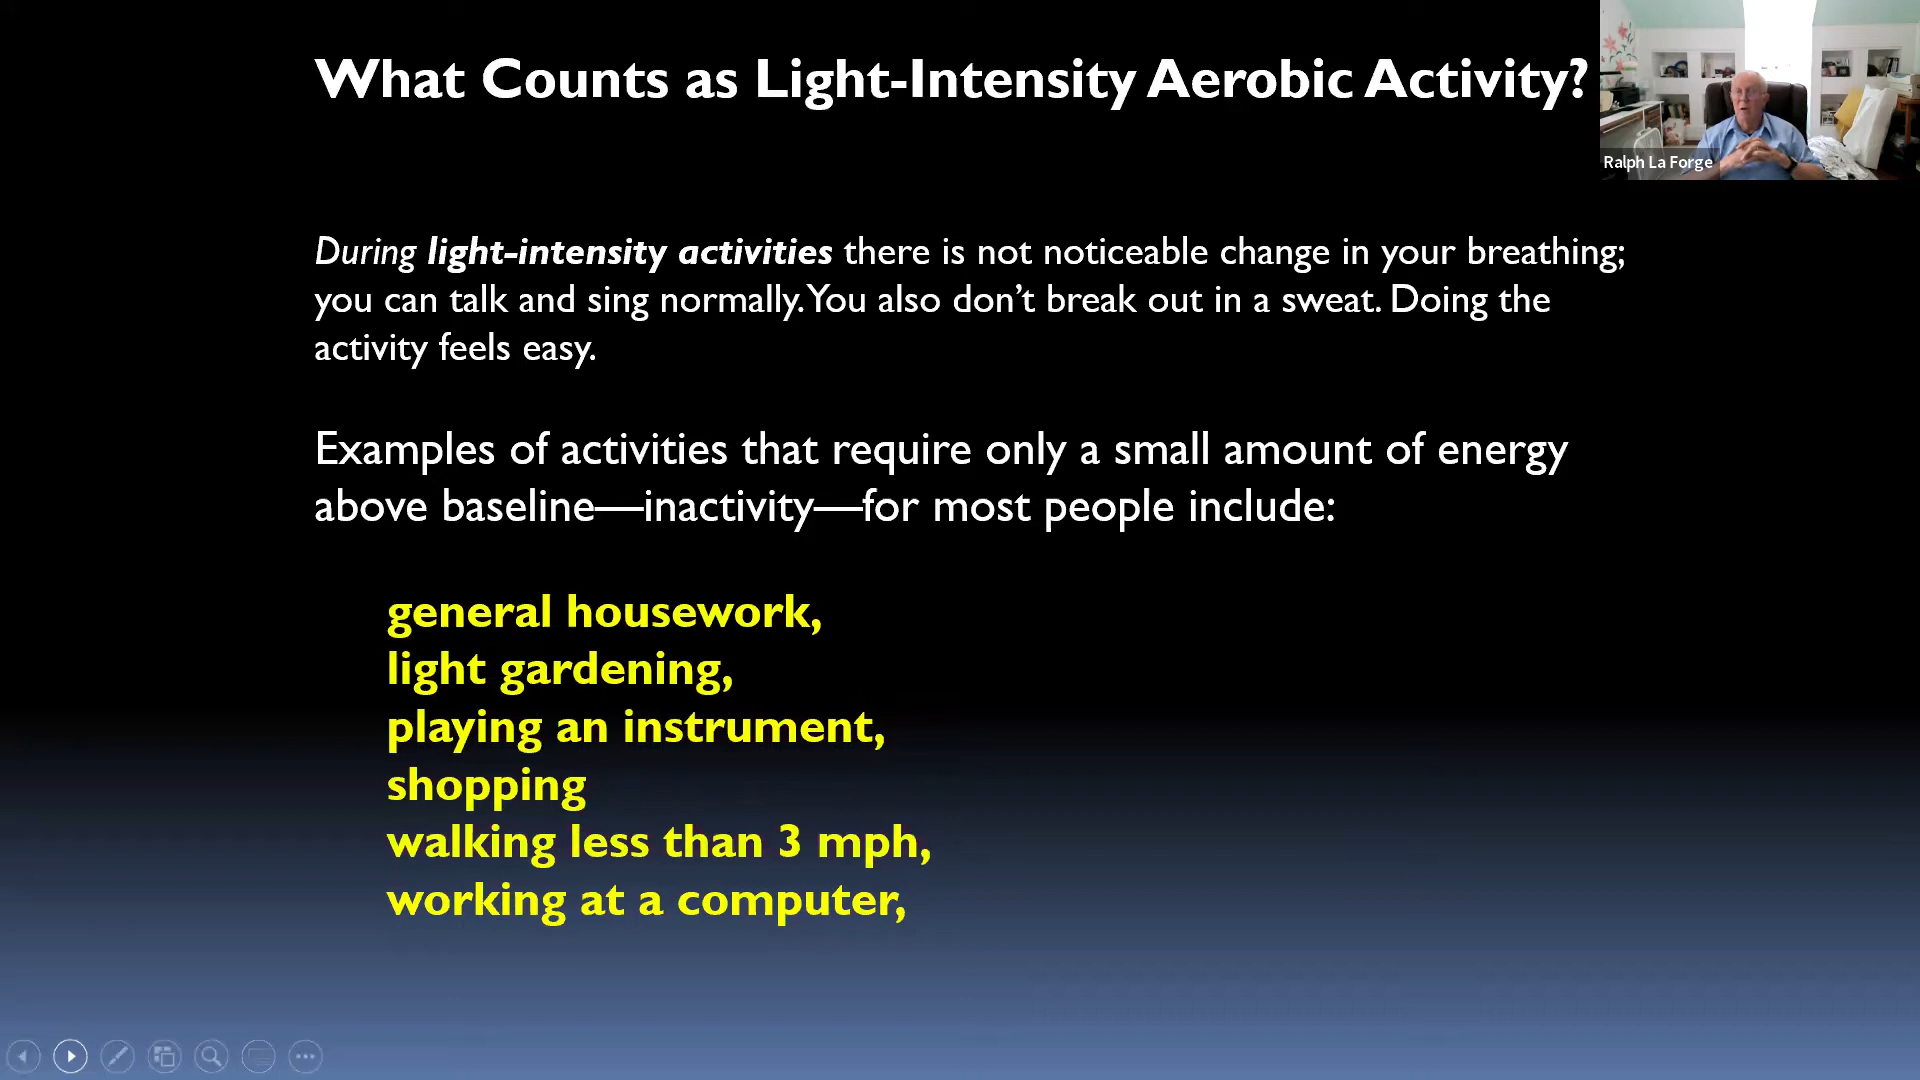 What Counts as Light-Intensity Aerobic Activity?
Ralph La Forge
During light-intensity activities there is not noticeable change in your breathing;
you can talk and sing normally. You also don’t break out in a sweat. Doing the
activity feels easy.
Examples of activities that require only a small amount of energy
above baseline—inactivity—for most people include:
general housework,
light gardening,
playing an instrument,
shopping
walking less than 3 mph,
working at a computer,